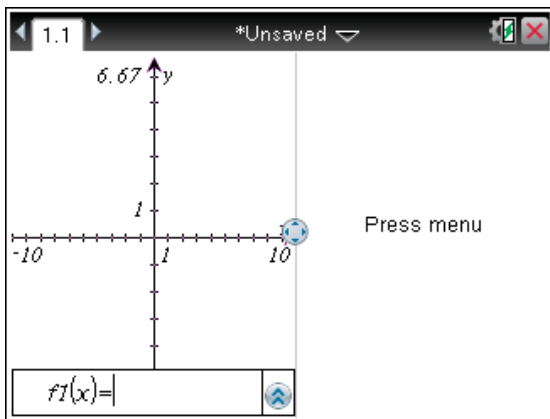 1.1 *Unsaved
6.67 y
1
-10 1 10
Press menu
f1(x)=